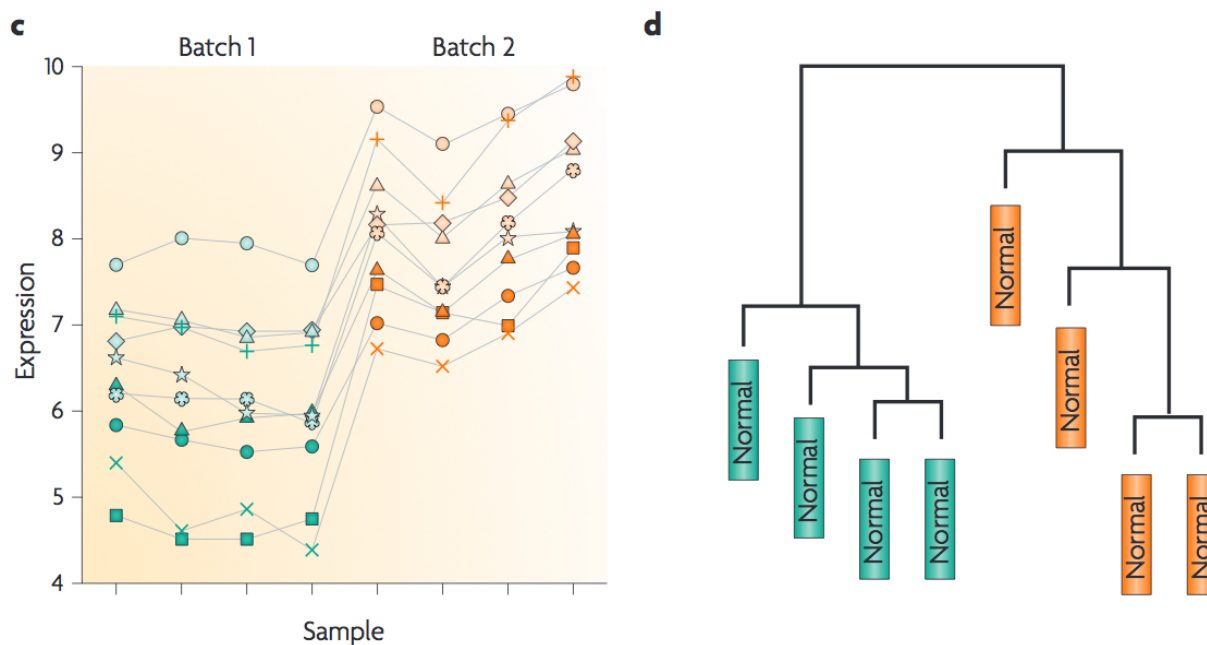 c
Batch 1
Batch 2
10
9
8
7
6
5
4
Expression
Sample
d
Normal
Normal
Normal
Normal
Normal
Normal
Normal
Normal